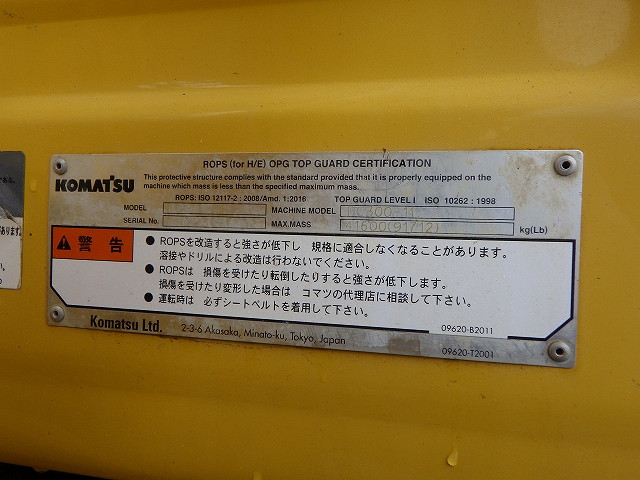 ROPS (for H/E) OPG TOP GUARD CERTIFICATION
KOMATSU
This protective structure complies with the standard provided that it is properly equipped on the
machine which mass is less than the specified maximum mass.
ROPS: ISO 12117-2 : 2008/Amd. 1:2016 TOP GUARD LEVEL I ISO 10262 : 1998
MODEL MACHINE MODEL
SERIAL No. MAX.MASS 41600(91712) kg(Lb)
警告
● ROPSを改造すると強さが低下し 規格に適合しなくなることがあります。
溶接やドリルによる改造は行わないでください。
● ROPSは 損傷を受けたり転倒したりすると強さが低下します。
損傷を受けたり変形した場合は コマツの代理店に相談して下さい。
● 運転時は 必ずシートベルトを着用して下さい。
09620-B2011
Komatsu Ltd. 2-3-6 Akasaka, Minato-ku, Tokyo, Japan
09620-T2001